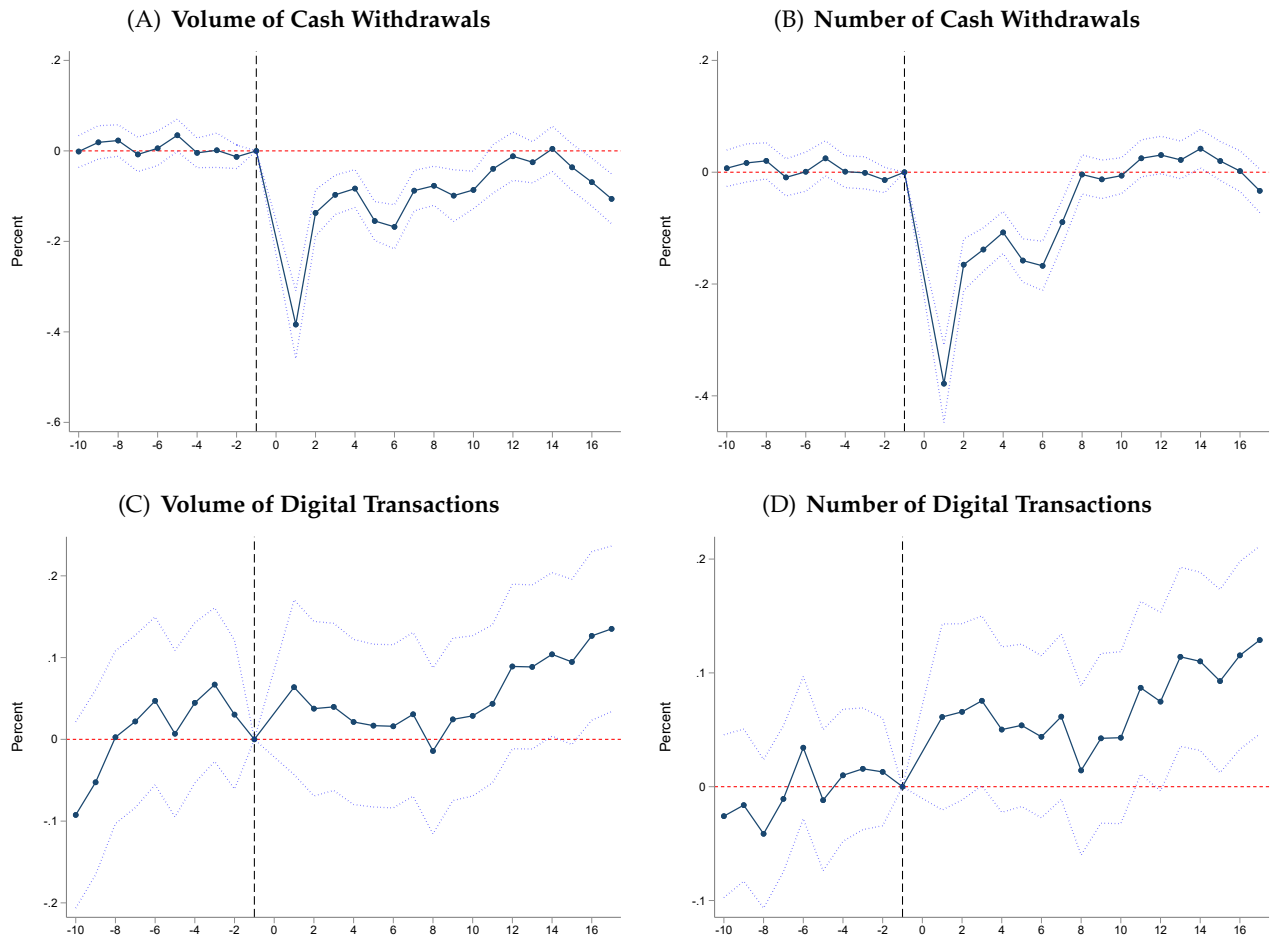 (A) Volume of Cash Withdrawals
.2
0
-.2
-.4
-.6
Percent
-10 -8 -6 -4 -2 0 2 4 6 8 10 12 14 16
(B) Number of Cash Withdrawals
.2
0
-.2
-.4
Percent
-10 -8 -6 -4 -2 0 2 4 6 8 10 12 14 16
(C) Volume of Digital Transactions
.2
.1
0
-.1
-.2
Percent
-10 -8 -6 -4 -2 0 2 4 6 8 10 12 14 16
(D) Number of Digital Transactions
.2
.1
0
-.1
Percent
-10 -8 -6 -4 -2 0 2 4 6 8 10 12 14 16